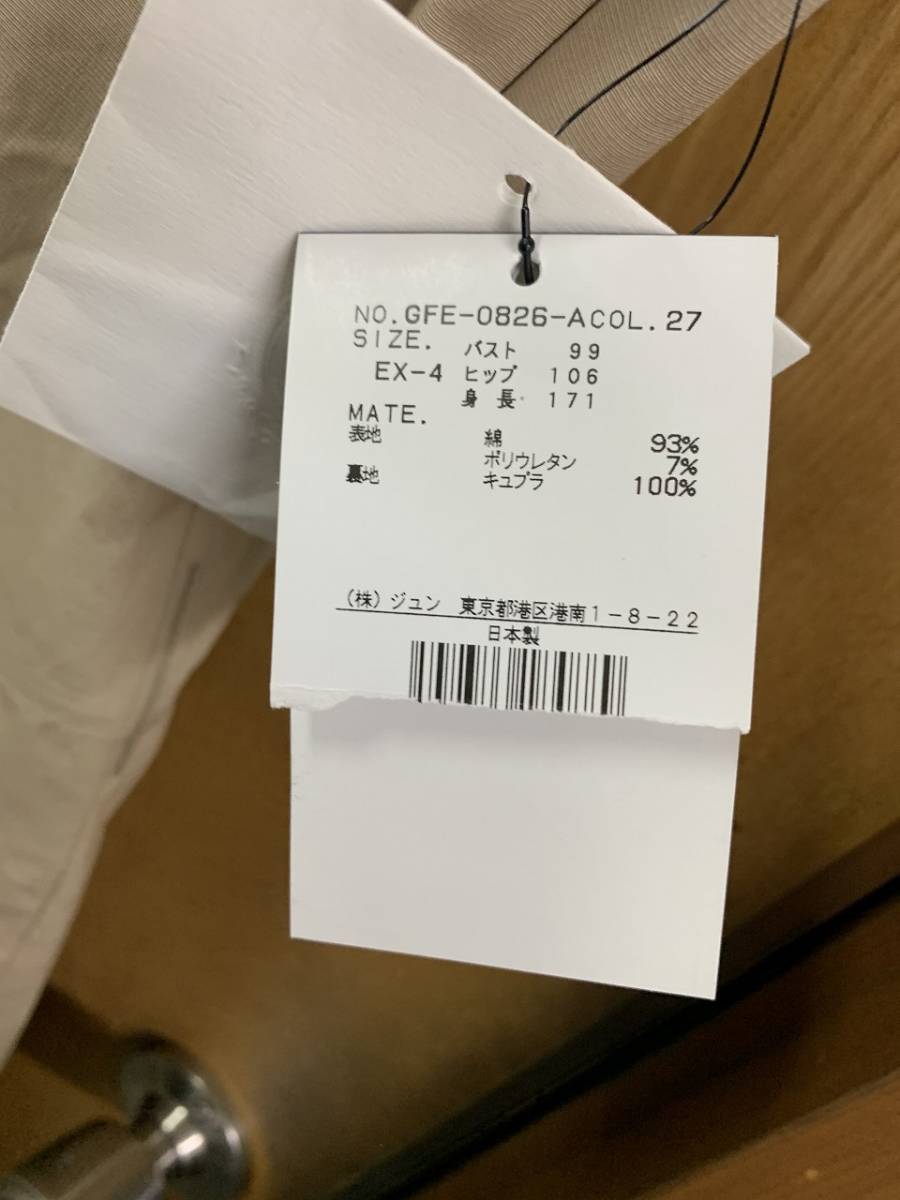 NO.GFE-0826-A COL.27
SIZE. バスト 99
EX-4 ヒップ 106
身長 171
MATE.
表地 綿 93%
ポリウレタン 7%
裏地 キュプラ 100%
(株)ジュン 東京都港区港南1-8-22
日本製